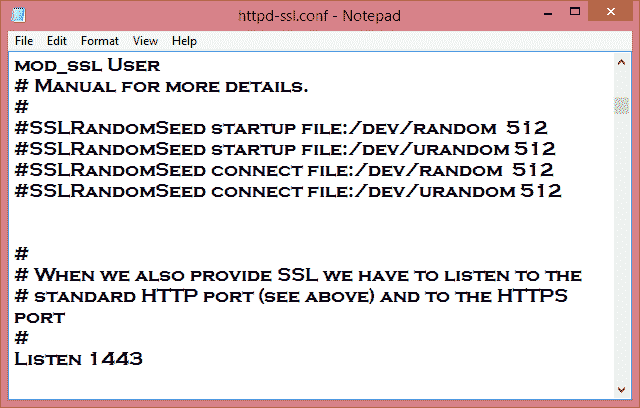 httpd-ssl.conf - Notepad
File Edit Format View Help
mod_ssl User
# Manual for more details.
#
#SSLRandomSeed startup file:/dev/random  512
#SSLRandomSeed startup file:/dev/urandom 512
#SSLRandomSeed connect file:/dev/random  512
#SSLRandomSeed connect file:/dev/urandom 512
#
# When we also provide SSL we have to listen to the
# standard HTTP port (see above) and to the HTTPS
port
#
Listen 1443